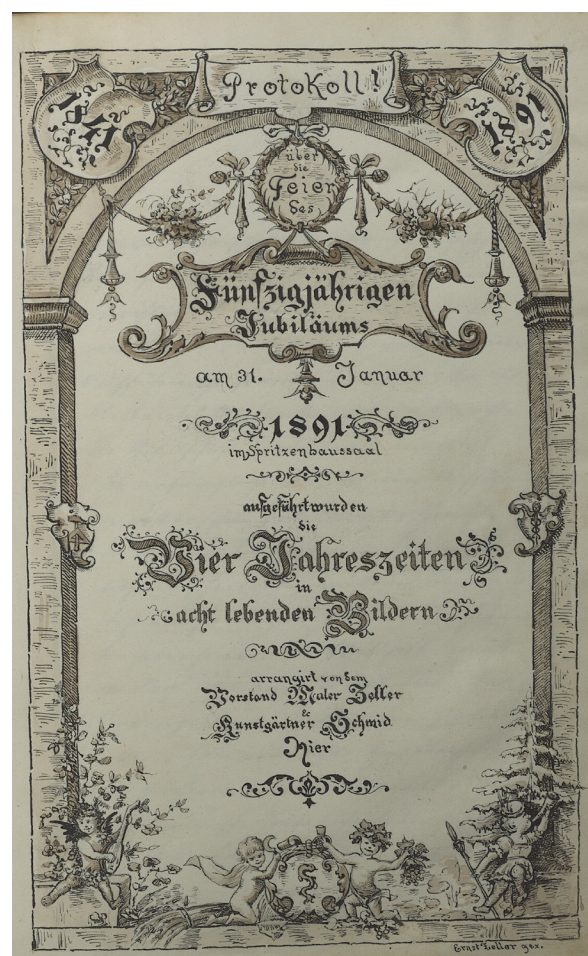 Protokoll!
1841
1891
über
die
Feier
des
Fünfzigjährigen
Jubiläums
am 31. Januar
1891
im Spritzenhaussaal
aufgeführt wurden
die
Vier Jahreszeiten
in
acht lebenden Bildern
arrangirt von dem
Vorstand Maler Zeller
&
Kunstgärtner Schmid
Hier
Ernst Zeller gez.